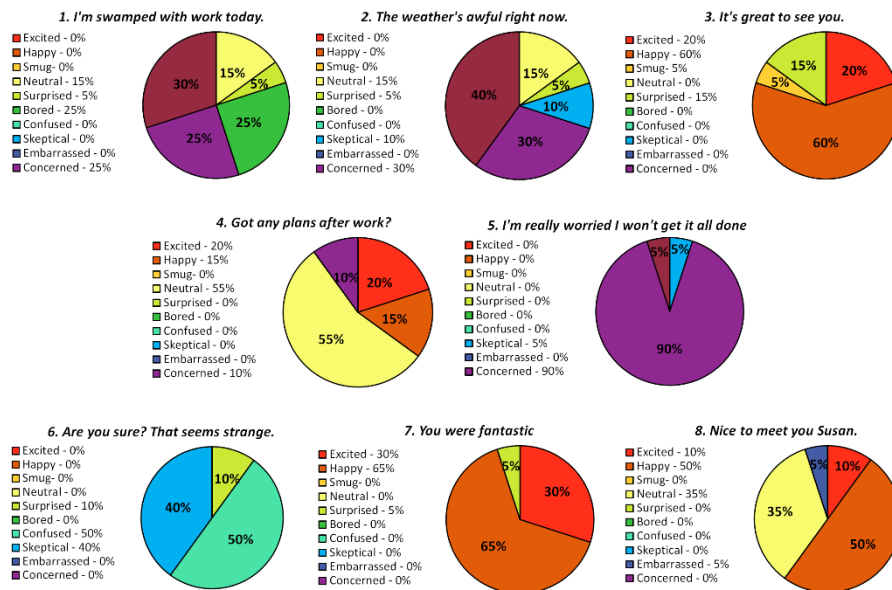 1. I'm swamped with work today.
Excited - 0%
Happy - 0%
Smug- 0%
Neutral - 15%
Surprised - 5%
Bored - 25%
Confused - 0%
Skeptical - 0%
Embarrassed - 0%
Concerned - 25%
30%
15%
5%
25%
25%
2. The weather's awful right now.
Excited - 0%
Happy - 0%
Smug- 0%
Neutral - 15%
Surprised - 5%
Bored - 0%
Confused - 0%
Skeptical - 10%
Embarrassed - 0%
Concerned - 30%
40%
15%
5%
10%
30%
3. It's great to see you.
Excited - 20%
Happy - 60%
Smug- 5%
Neutral - 0%
Surprised - 15%
Bored - 0%
Confused - 0%
Skeptical - 0%
Embarrassed - 0%
Concerned - 0%
15%
20%
5%
60%
4. Got any plans after work?
Excited - 20%
Happy - 15%
Smug- 0%
Neutral - 55%
Surprised - 0%
Bored - 0%
Confused - 0%
Skeptical - 0%
Embarrassed - 0%
Concerned - 10%
10%
20%
15%
55%
5. I'm really worried I won't get it all done
Excited - 0%
Happy - 0%
Smug- 0%
Neutral - 0%
Surprised - 0%
Bored - 0%
Confused - 0%
Skeptical - 5%
Embarrassed - 0%
Concerned - 90%
5%
5%
90%
6. Are you sure? That seems strange.
Excited - 0%
Happy - 0%
Smug- 0%
Neutral - 0%
Surprised - 10%
Bored - 0%
Confused - 50%
Skeptical - 40%
Embarrassed - 0%
Concerned - 0%
10%
40%
50%
7. You were fantastic
Excited - 30%
Happy - 65%
Smug- 0%
Neutral - 0%
Surprised - 5%
Bored - 0%
Confused - 0%
Skeptical - 0%
Embarrassed - 0%
Concerned - 0%
5%
30%
65%
8. Nice to meet you Susan.
Excited - 10%
Happy - 50%
Smug- 0%
Neutral - 35%
Surprised - 0%
Bored - 0%
Confused - 0%
Skeptical - 0%
Embarrassed - 5%
Concerned - 0%
5%
10%
35%
50%